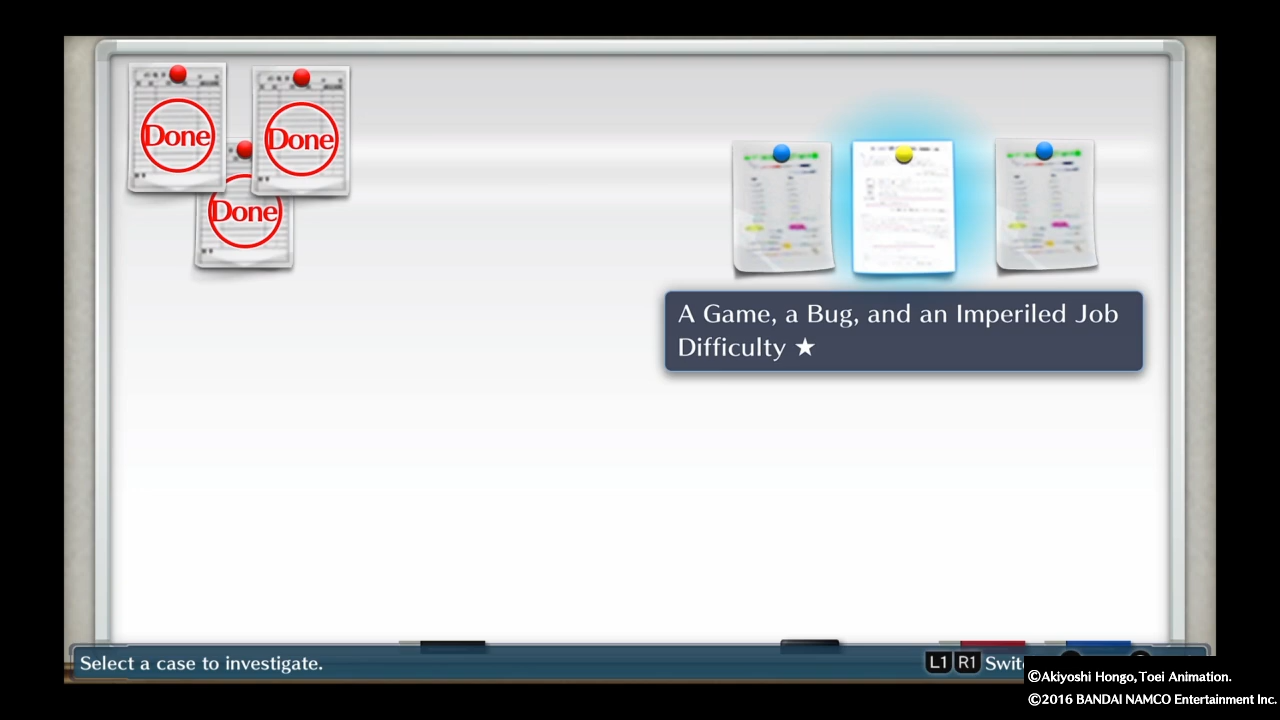 Done
Done
Done
A Game, a Bug, and an Imperiled Job
Difficulty ★
Select a case to investigate.
L1 R1
©Akiyoshi Hongo, Toei Animation.
©2016 BANDAI NAMCO Entertainment Inc.